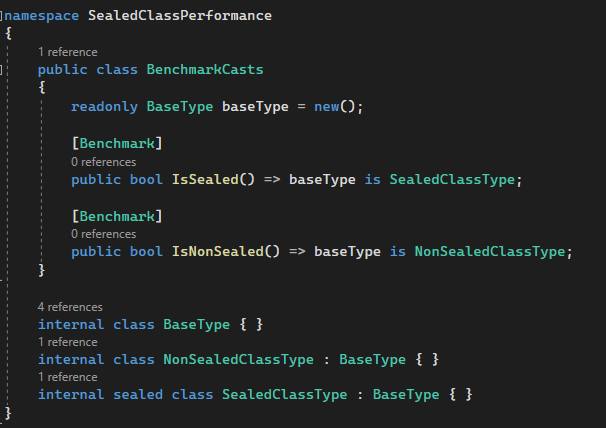 namespace SealedClassPerformance
{
1 reference
public class BenchmarkCasts
{
readonly BaseType baseType = new();
[Benchmark]
0 references
public bool IsSealed() => baseType is SealedClassType;
[Benchmark]
0 references
public bool IsNonSealed() => baseType is NonSealedClassType;
}
4 references
internal class BaseType { }
1 reference
internal class NonSealedClassType : BaseType { }
1 reference
internal sealed class SealedClassType : BaseType { }
}